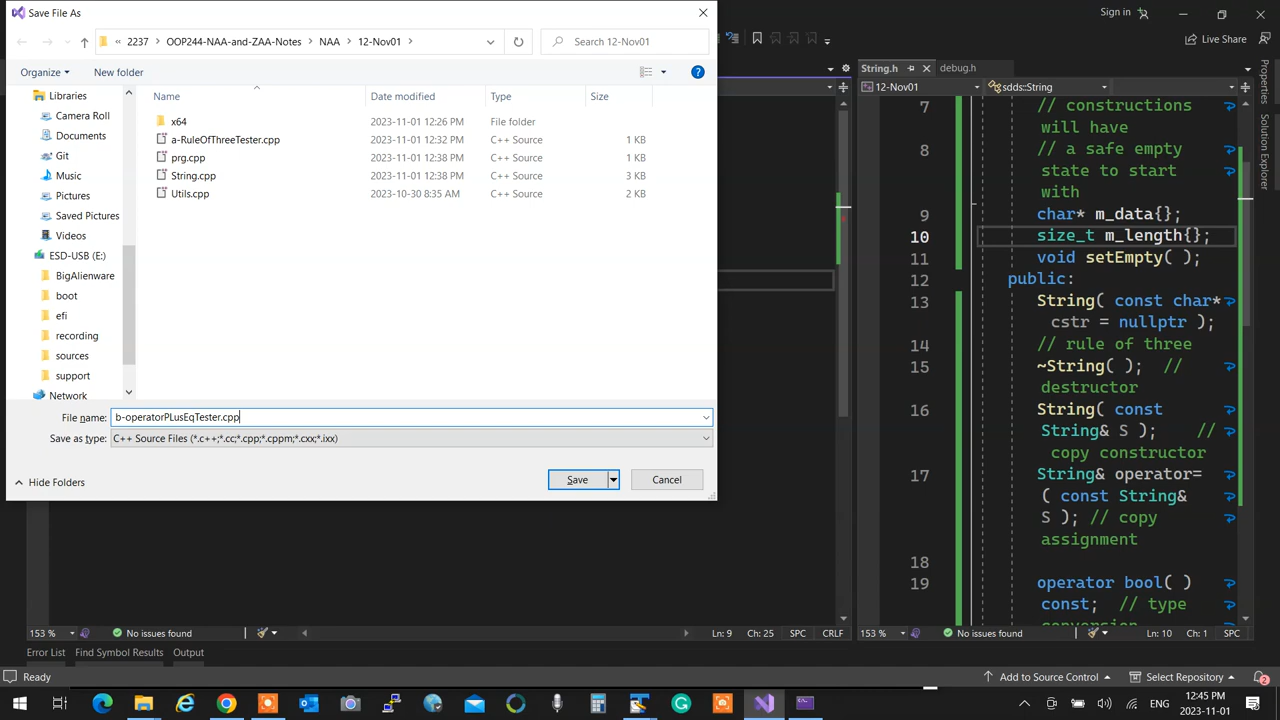 Save File As
Sign in
« 2237 > OOP244-NAA-and-ZAA-Notes > NAA > 12-Nov01 >
Search 12-Nov01
Live Share
Organize
New folder
Libraries
Camera Roll
Documents
Git
Music
Pictures
Saved Pictures
Videos
ESD-USB (E:)
BigAlienware
boot
efi
recording
sources
support
Network
Name Date modified Type Size
x64 2023-11-01 12:26 PM File folder
a-RuleOfThreeTester.cpp 2023-11-01 12:32 PM C++ Source 1 KB
prg.cpp 2023-11-01 12:38 PM C++ Source 1 KB
String.cpp 2023-11-01 12:38 PM C++ Source 3 KB
Utils.cpp 2023-10-30 8:35 AM C++ Source 2 KB
File name: b-operatorPLusEqTester.cpp
Save as type: C++ Source Files (*.c++;*.cc;*.cpp;*.cppm;*.cxx;*.ixx)
Hide Folders
Save
Cancel
String.h
debug.h
12-Nov01
sdds::String
7 // constructions
will have
8 // a safe empty
state to start
with
9 char* m_data{};
10 size_t m_length{};
11 void setEmpty( );
12 public:
13 String( const char*
cstr = nullptr );
14 // rule of three
15 ~String( ); //
destructor
16 String( const
String& S ); //
copy constructor
17 String& operator=
( const String&
S ); // copy
assignment
18
19 operator bool( )
const; // type
conversion
Properties
Solution Explorer
153 % No issues found Ln: 9 Ch: 25 SPC CRLF
153 % No issues found Ln: 10 Ch: 1 SPC
Error List Find Symbol Results Output
Ready
Add to Source Control
Select Repository
2
ENG
12:45 PM
2023-11-01